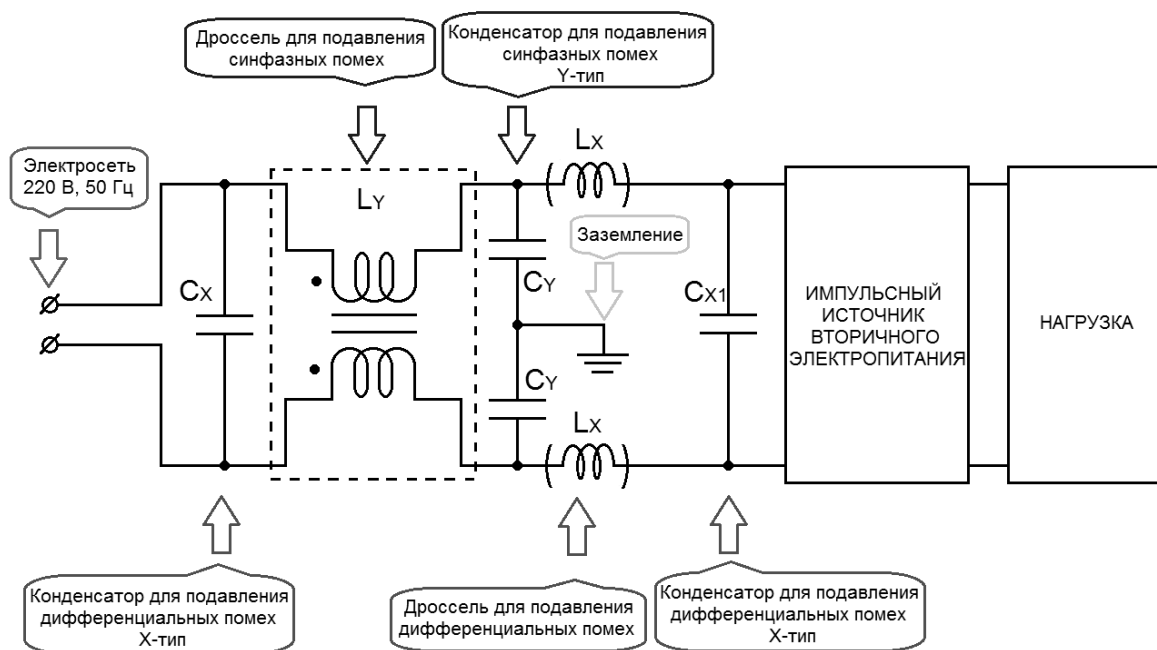 Дроссель для подавления
синфазных помех
Конденсатор для подавления
синфазных помех
Y-тип
Электросеть
220 В, 50 Гц
LY
LX
Заземление
CX
CY
CX1
ИМПУЛЬСНЫЙ
ИСТОЧНИК
ВТОРИЧНОГО
ЭЛЕКТРОПИТАНИЯ
НАГРУЗКА
CY
LX
Конденсатор для подавления
дифференциальных помех
X-тип
Дроссель для подавления
дифференциальных помех
Конденсатор для подавления
дифференциальных помех
X-тип